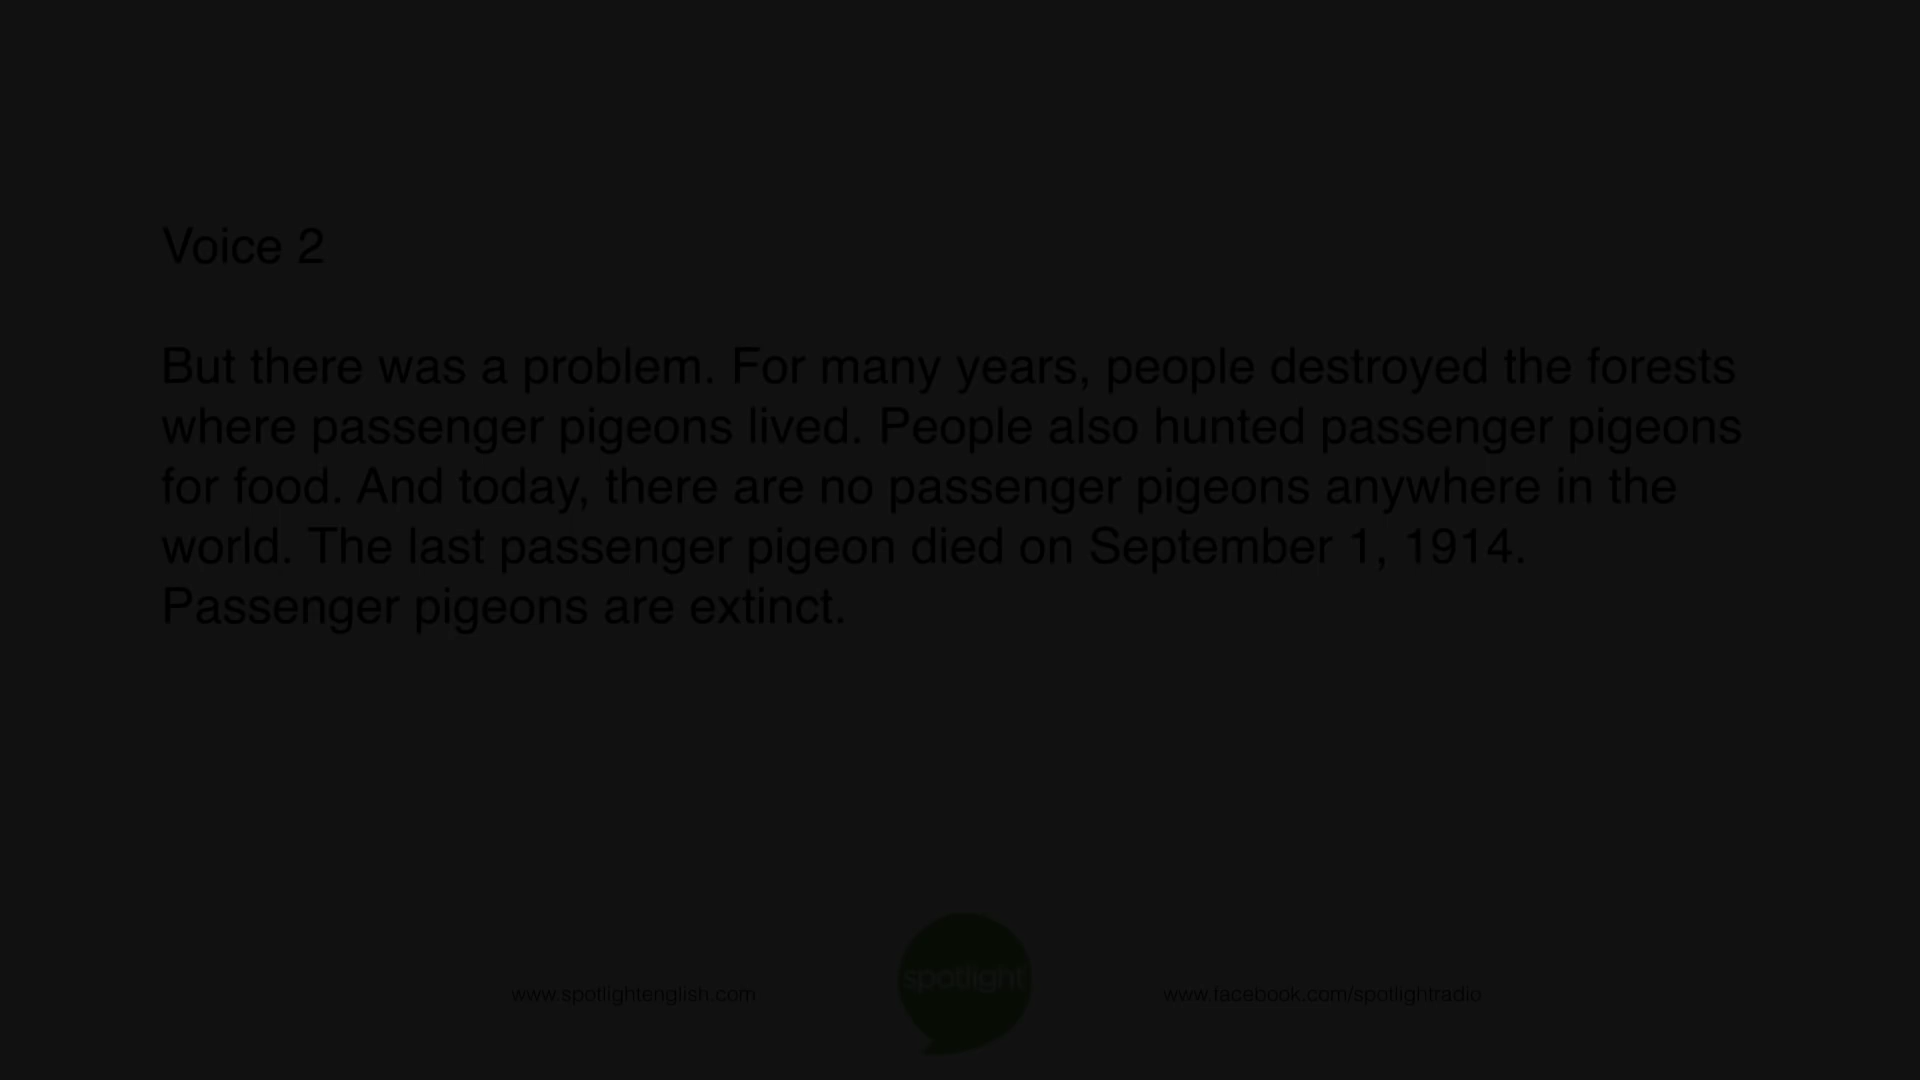 Voice 2
But there was a problem. For many years, people destroyed the forests
where passenger pigeons lived. People also hunted passenger pigeons
for food. And today, there are no passenger pigeons anywhere in the
world. The last passenger pigeon died on September 1, 1914.
Passenger pigeons are extinct.
spotlight
www.spotlightenglish.com
www.facebook.com/spotlightradio